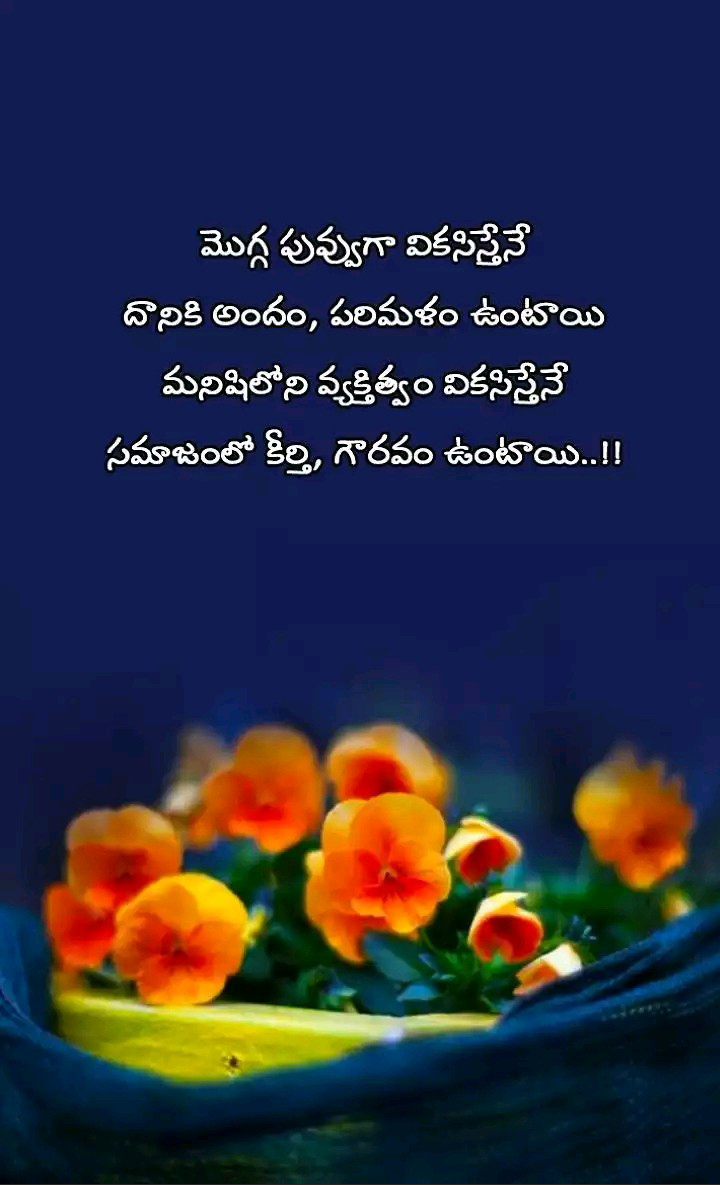 మొగ్గ పువ్వుగా వికసిస్తేనే
దానికి అందం, పరిమళం ఉంటాయి
మనిషిలోని వ్యక్తిత్వం వికసిస్తేనే
సమాజంలో కీర్తి, గౌరవం ఉంటాయి..!!